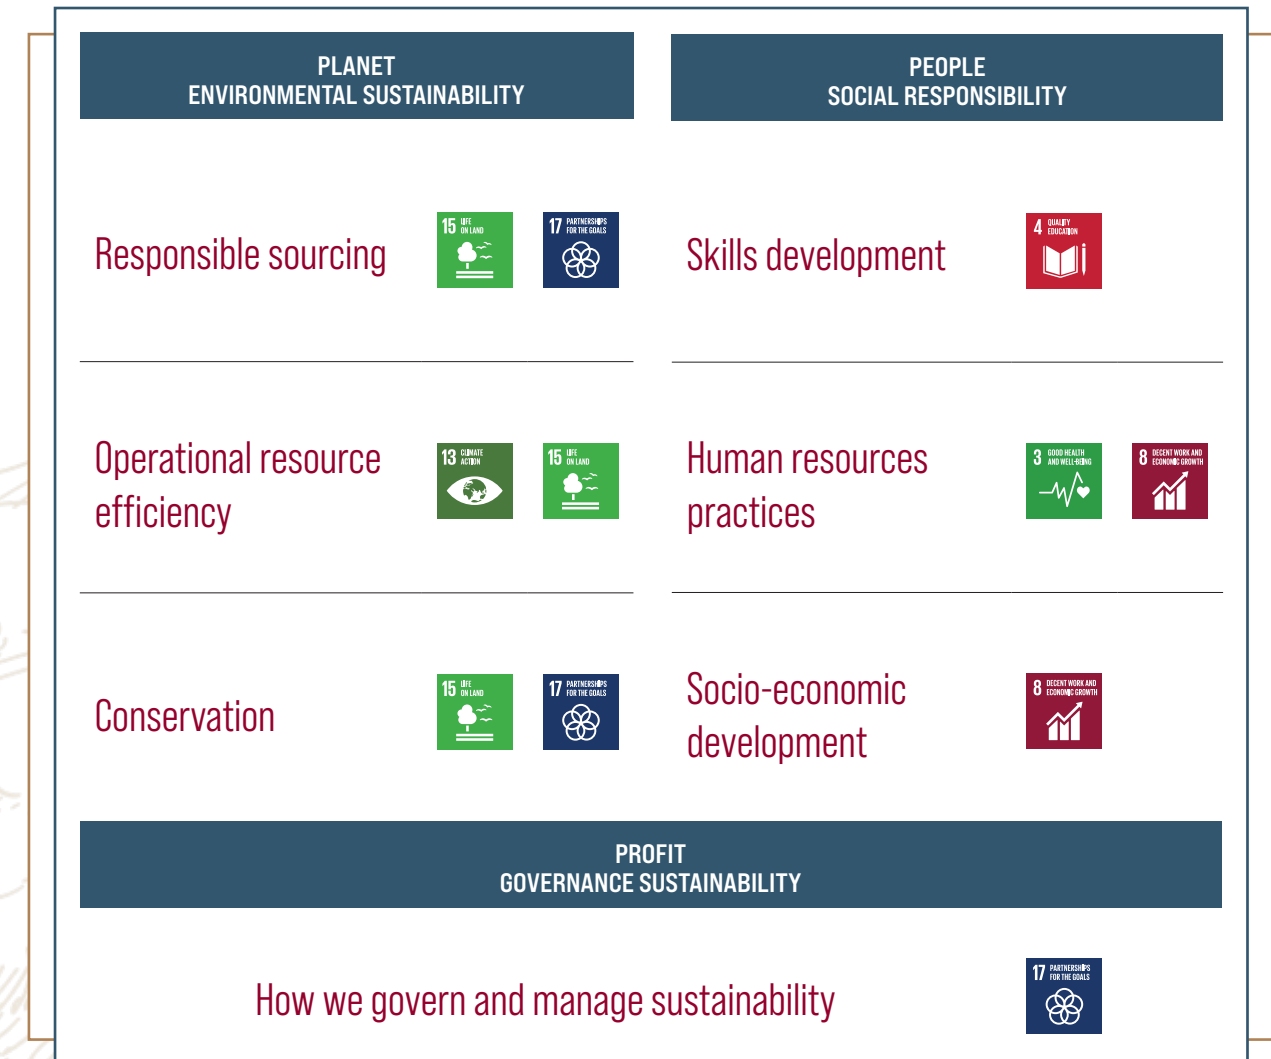 PLANET
ENVIRONMENTAL SUSTAINABILITY
Responsible sourcing
15 LIFE
ON LAND
17 PARTNERSHIPS
FOR THE GOALS
Operational resource
efficiency
13 CLIMATE
ACTION
15 LIFE
ON LAND
Conservation
15 LIFE
ON LAND
17 PARTNERSHIPS
FOR THE GOALS
PEOPLE
SOCIAL RESPONSIBILITY
Skills development
4 QUALITY
EDUCATION
Human resources
practices
3 GOOD HEALTH
AND WELL-BEING
8 DECENT WORK AND
ECONOMIC GROWTH
Socio-economic
development
8 DECENT WORK AND
ECONOMIC GROWTH
PROFIT
GOVERNANCE SUSTAINABILITY
How we govern and manage sustainability
17 PARTNERSHIPS
FOR THE GOALS